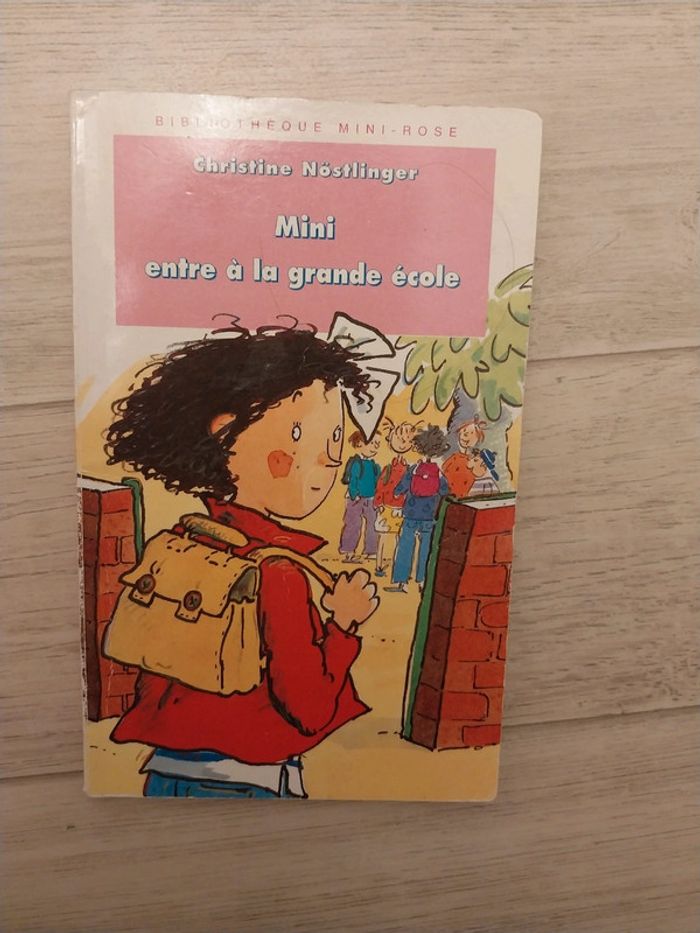 BIBLIOTHÈQUE MINI-ROSE
Christine Nöstlinger
Mini
entre à la grande école